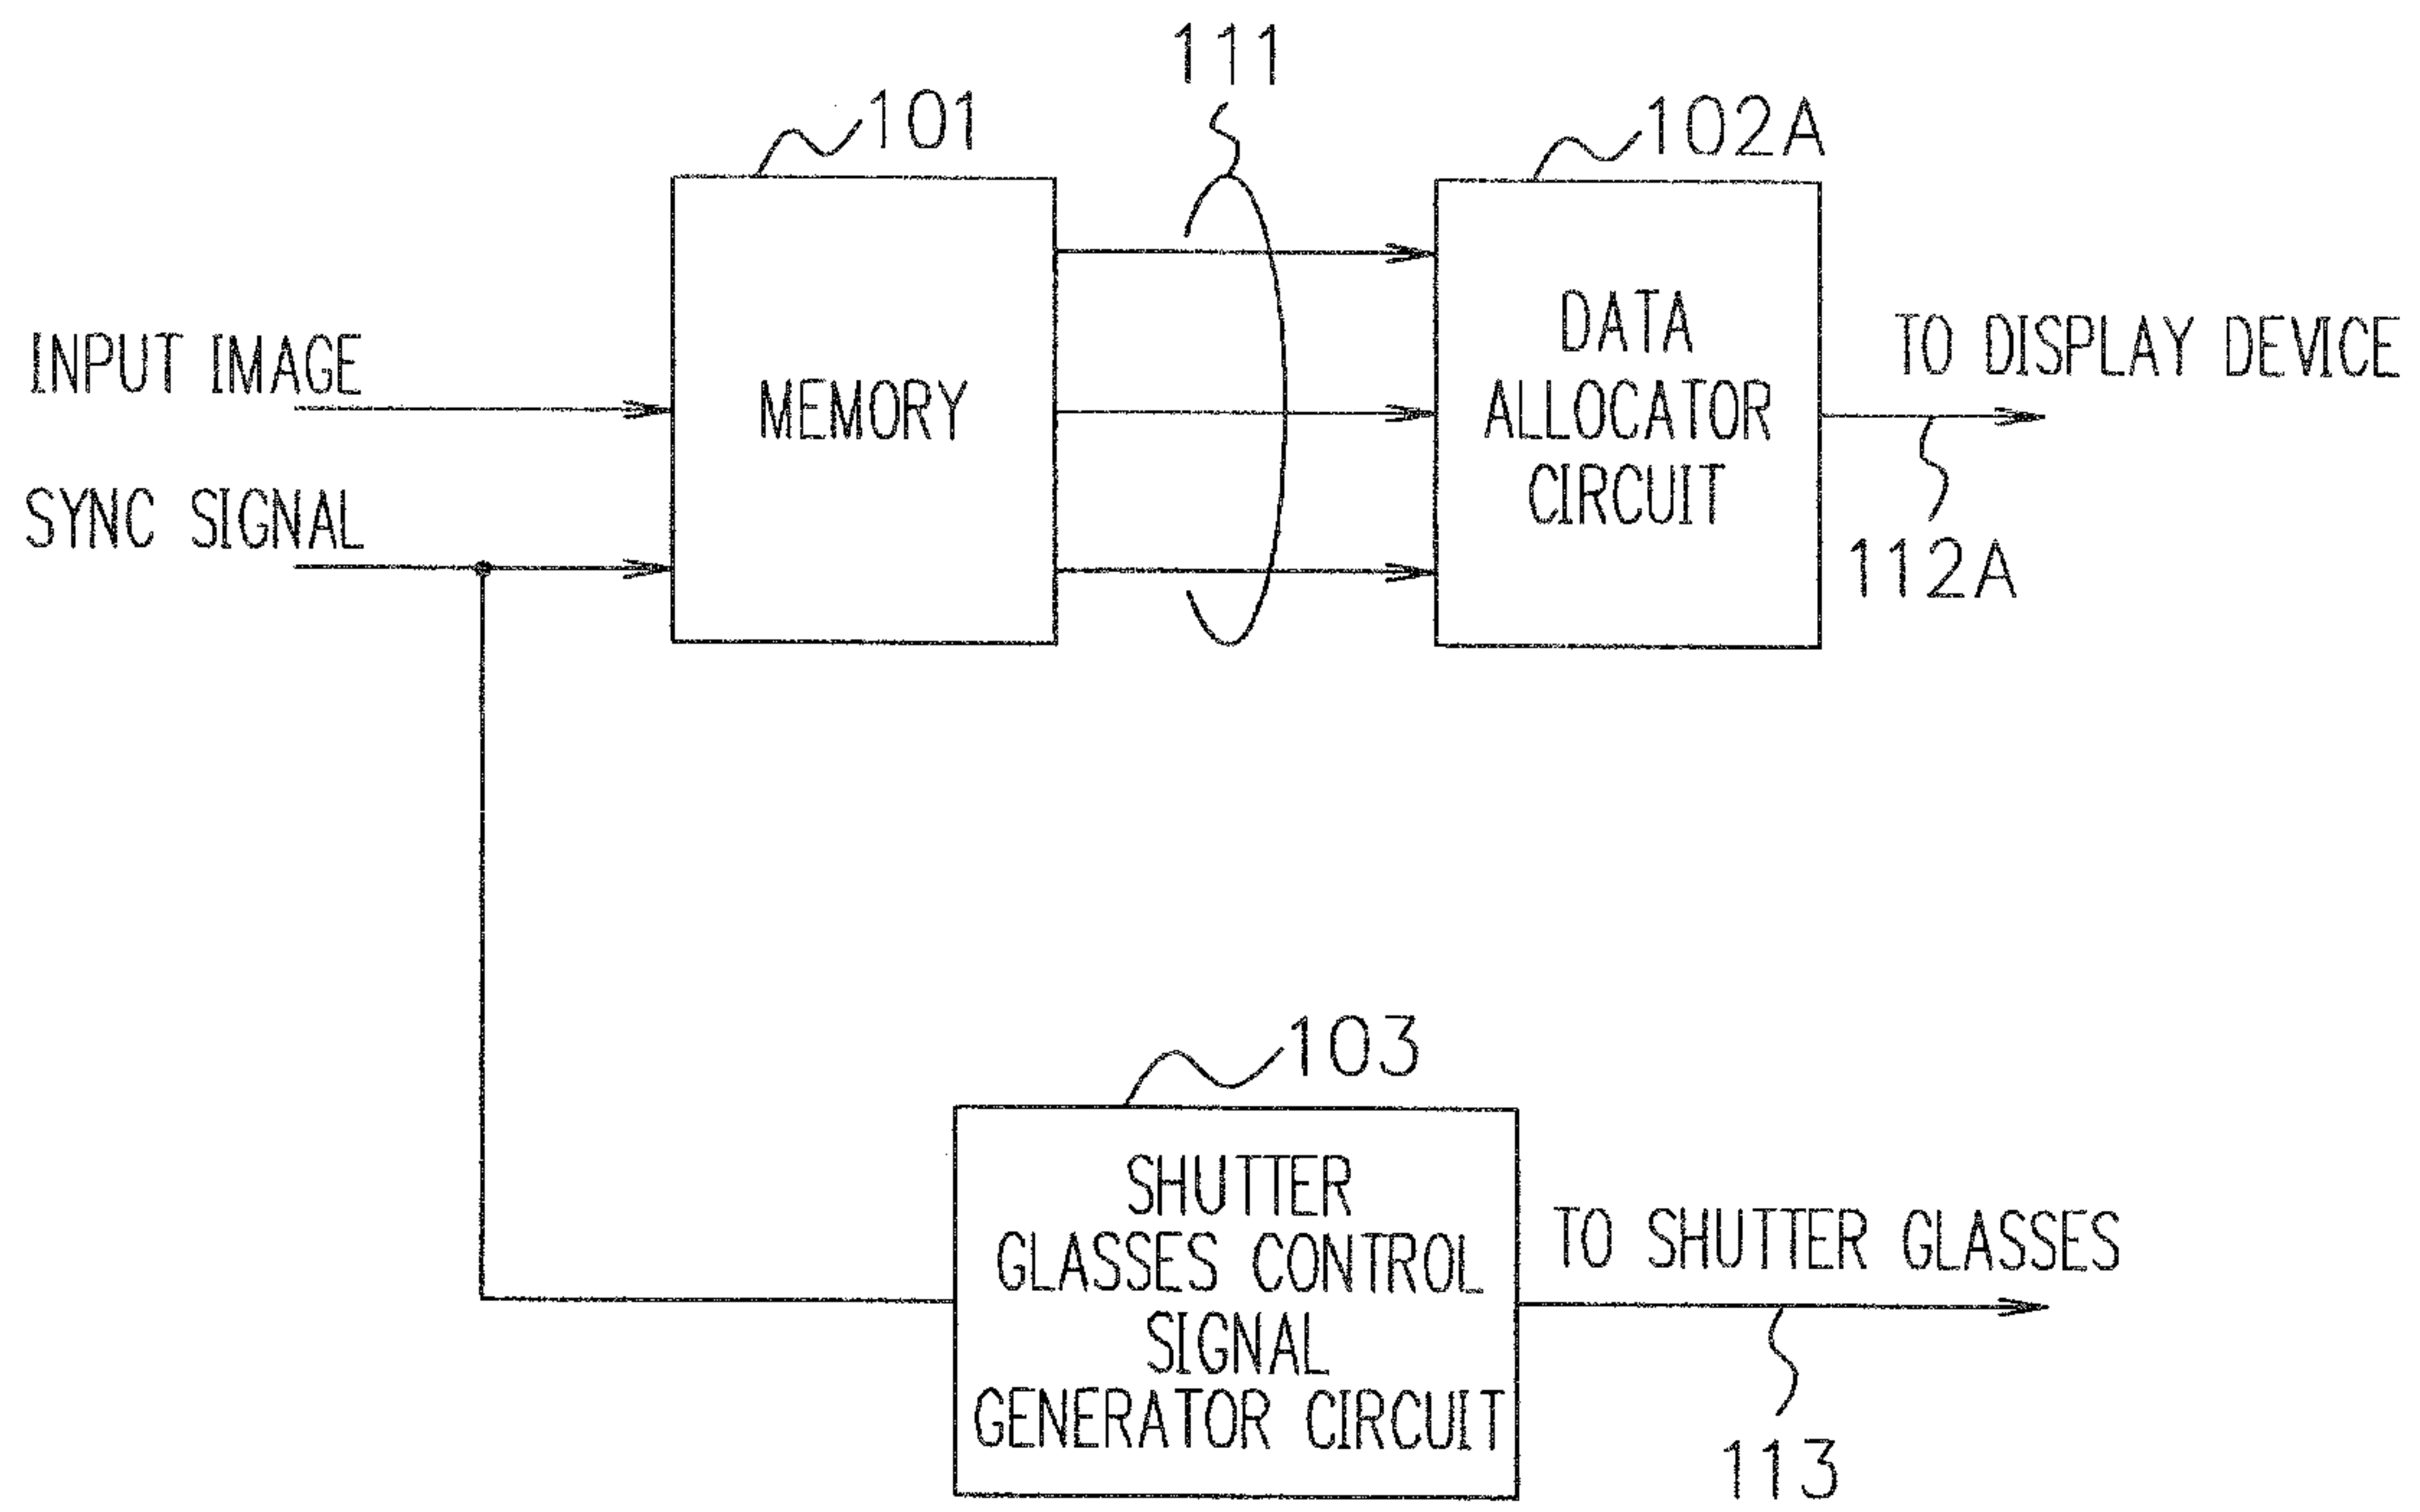 111
101
102A
INPUT IMAGE
SYNC SIGNAL
MEMORY
DATA
ALLOCATOR
CIRCUIT
TO DISPLAY DEVICE
112A
103
SHUTTER
GLASSES CONTROL
SIGNAL
GENERATOR CIRCUIT
TO SHUTTER GLASSES
113